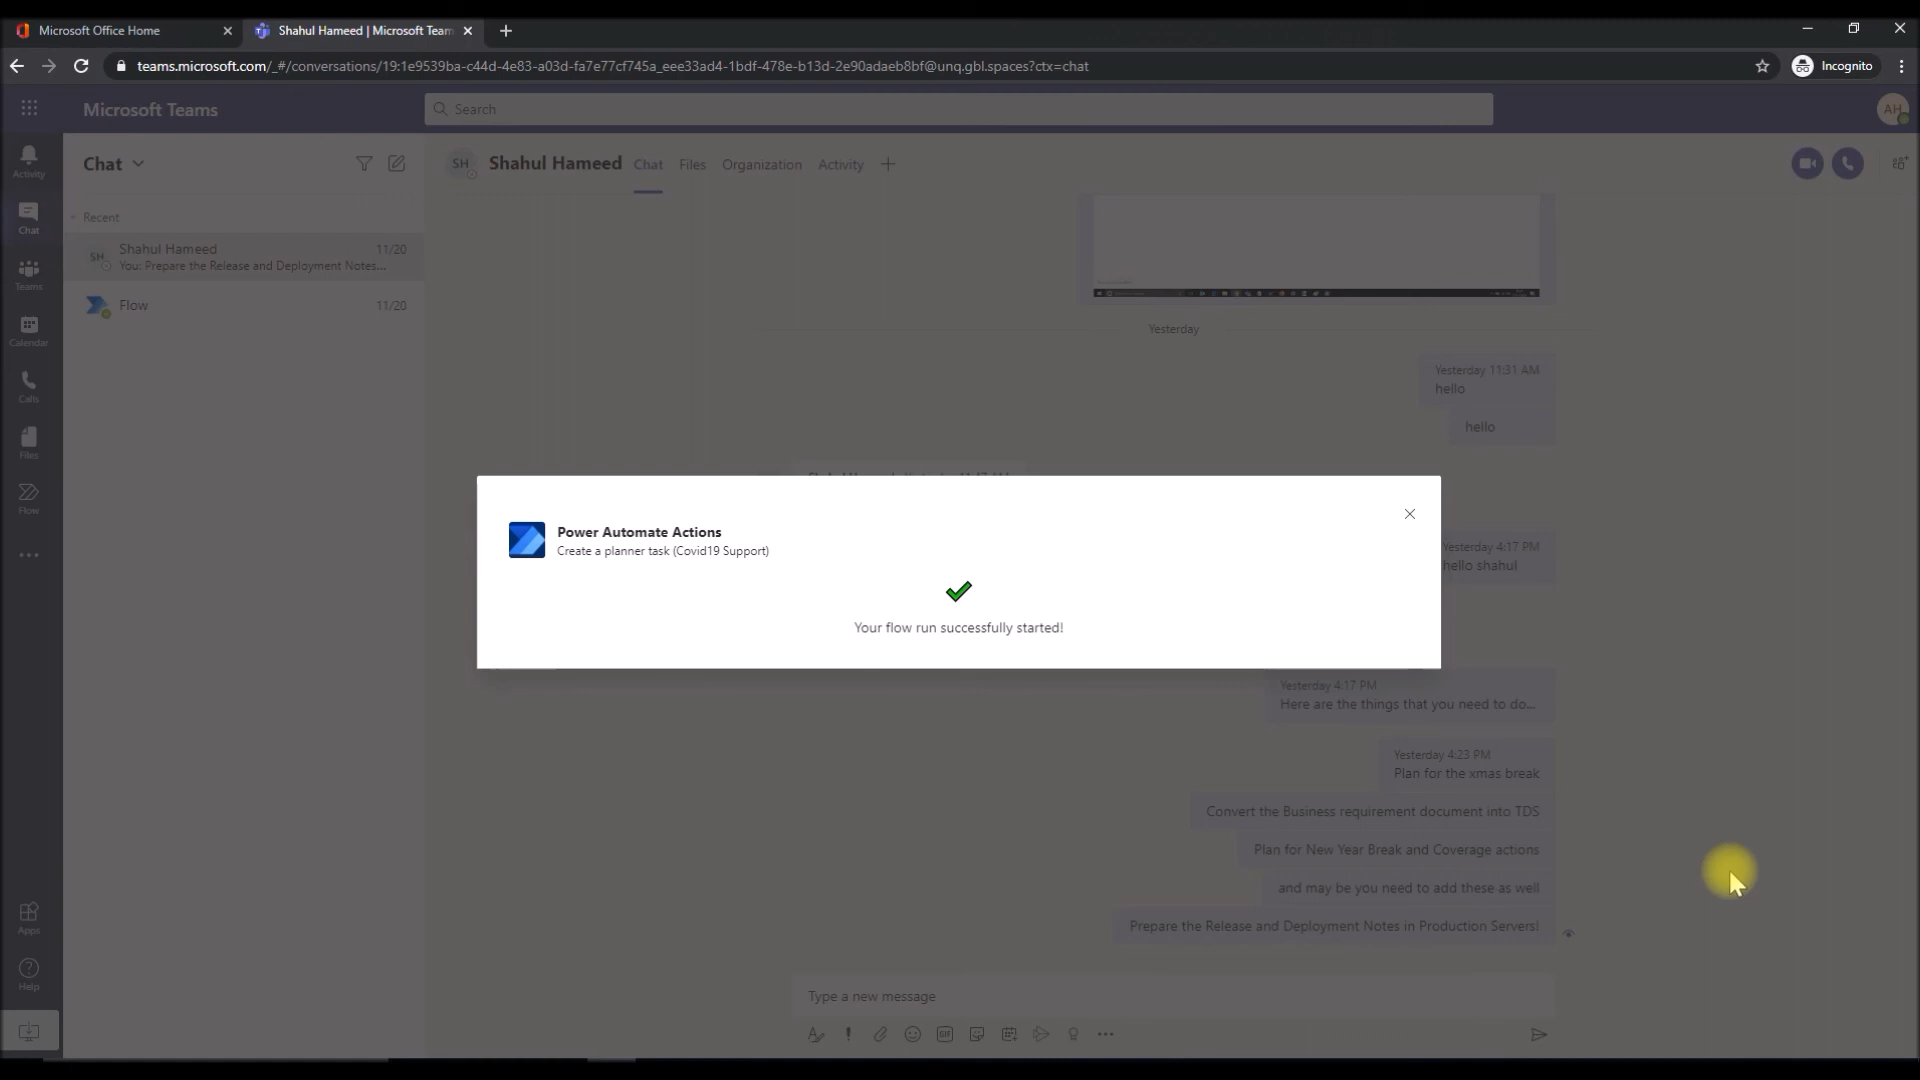 Microsoft Office Home
Shahul Hameed | Microsoft Team
teams.microsoft.com/_#/conversations/19:1e9539ba-c44d-4e83-a03d-fa7e77cf745a_eee33ad4-1bdf-478e-b13d-2e90adaeb8bf@unq.gbl.spaces?ctx=chat
Incognito
Microsoft Teams
Search
AH
Activity
Chat
Teams
Calendar
Calls
Files
Flow
Apps
Help
Chat
Recent
SH
Shahul Hameed
11/20
You: Prepare the Release and Deployment Notes...
Flow
11/20
SH
Shahul Hameed
Chat
Files
Organization
Activity
Yesterday
Yesterday 11:31 AM
hello
hello
Power Automate Actions
Create a planner task (Covid19 Support)
Your flow run successfully started!
Yesterday 4:17 PM
hello shahul
Yesterday 4:17 PM
Here are the things that you need to do...
Yesterday 4:23 PM
Plan for the xmas break
Convert the Business requirement document into TDS
Plan for New Year Break and Coverage actions
and may be you need to add these as well
Prepare the Release and Deployment Notes in Production Servers!
Type a new message
GIF